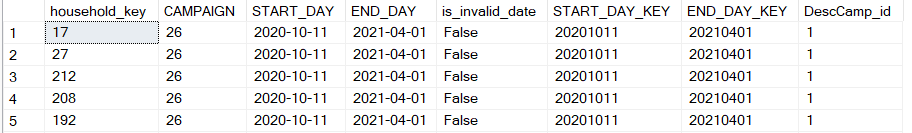 household_key CAMPAIGN START_DAY END_DAY is_invalid_date START_DAY_KEY END_DAY_KEY DescCamp_id
1 17 26 2020-10-11 2021-04-01 False 20201011 20210401 1
2 27 26 2020-10-11 2021-04-01 False 20201011 20210401 1
3 212 26 2020-10-11 2021-04-01 False 20201011 20210401 1
4 208 26 2020-10-11 2021-04-01 False 20201011 20210401 1
5 192 26 2020-10-11 2021-04-01 False 20201011 20210401 1